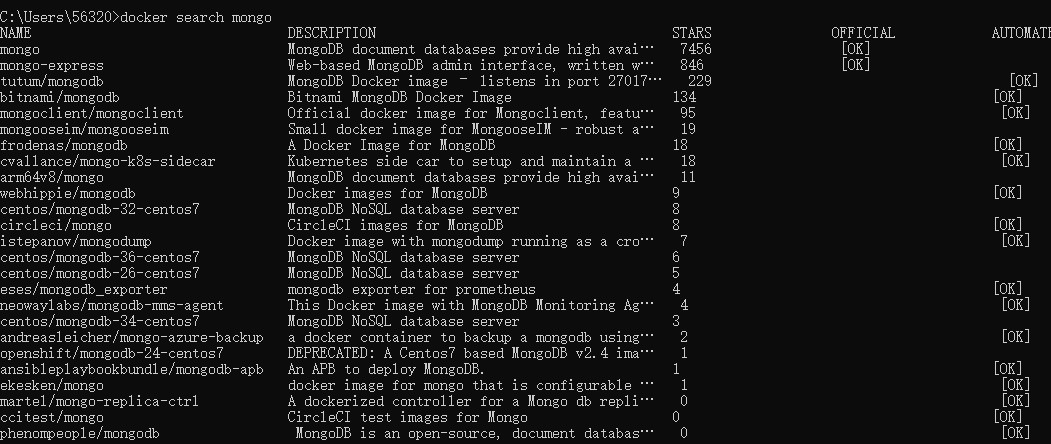 C:\Users\56320>docker search mongo
NAME DESCRIPTION STARS OFFICIAL AUTOMATE
mongo MongoDB document databases provide high avai… 7456 [OK]
mongo-express Web-based MongoDB admin interface, written w… 846 [OK]
tutum/mongodb MongoDB Docker image – listens in port 27017… 229 [OK]
bitnami/mongodb Bitnami MongoDB Docker Image 134 [OK]
mongoclient/mongoclient Official docker image for Mongoclient, featu… 95 [OK]
mongooseim/mongooseim Small docker image for MongooseIM - robust a… 19
frodenas/mongodb A Docker Image for MongoDB 18 [OK]
cvallance/mongo-k8s-sidecar Kubernetes side car to setup and maintain a … 18 [OK]
arm64v8/mongo MongoDB document databases provide high avai… 11
webhippie/mongodb Docker images for MongoDB 9 [OK]
centos/mongodb-32-centos7 MongoDB NoSQL database server 8
circleci/mongo CircleCI images for MongoDB 8 [OK]
istepanov/mongodump Docker image with mongodump running as a cro… 7 [OK]
centos/mongodb-36-centos7 MongoDB NoSQL database server 6
centos/mongodb-26-centos7 MongoDB NoSQL database server 5
eses/mongodb_exporter mongodb exporter for prometheus 4 [OK]
neowaylabs/mongodb-mms-agent This Docker image with MongoDB Monitoring Ag… 4 [OK]
centos/mongodb-34-centos7 MongoDB NoSQL database server 3
andreasleicher/mongo-azure-backup a docker container to backup a mongodb using… 2 [OK]
openshift/mongodb-24-centos7 DEPRECATED: A Centos7 based MongoDB v2.4 ima… 1
ansibleplaybookbundle/mongodb-apb An APB to deploy MongoDB. 1 [OK]
ekesken/mongo docker image for mongo that is configurable … 1 [OK]
martel/mongo-replica-ctrl A dockerized controller for a Mongo db repli… 0 [OK]
ccitest/mongo CircleCI test images for Mongo 0 [OK]
phenompeople/mongodb MongoDB is an open-source, document databas… 0 [OK]